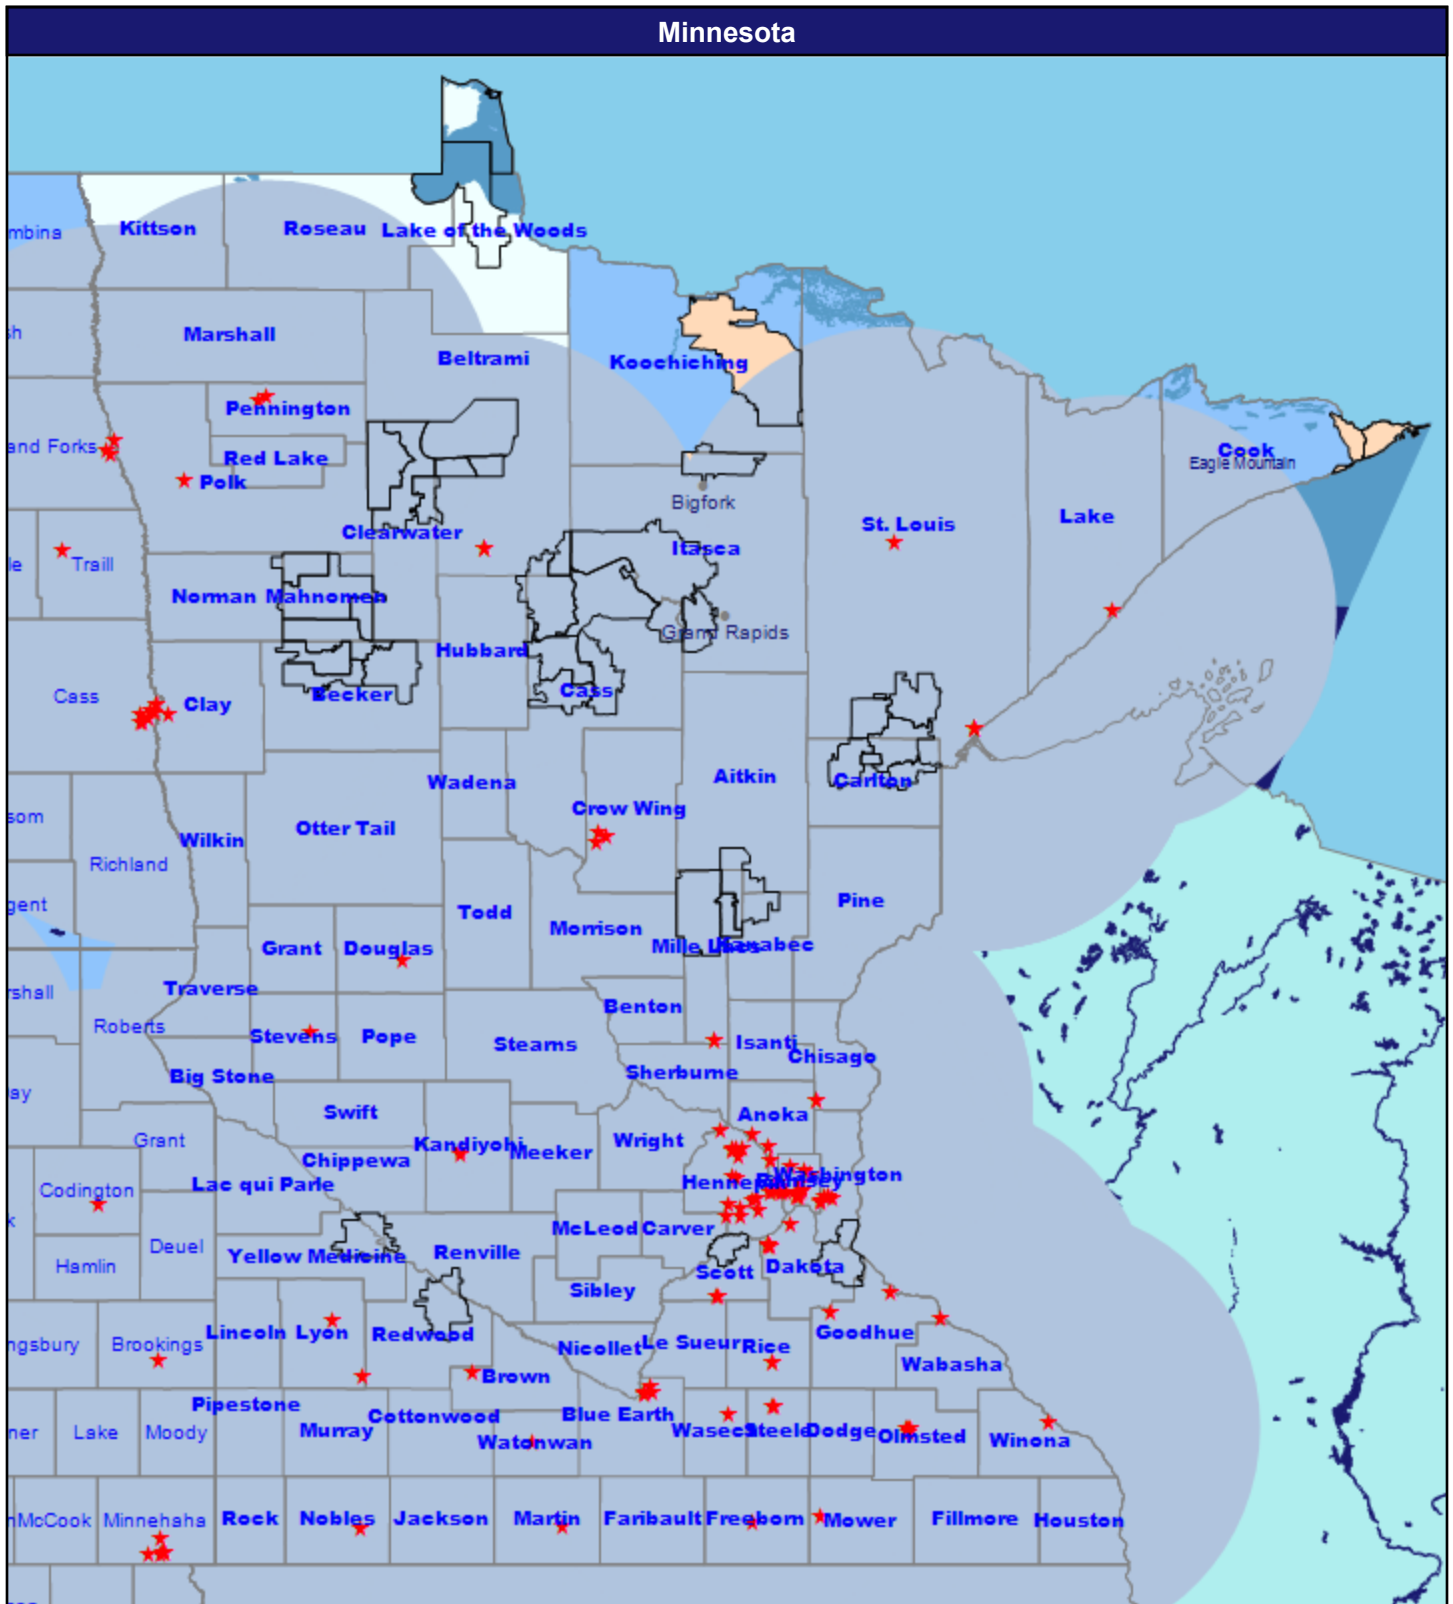 Minnesota
mbina
Kittson
Roseau
Lake of the Woods
Marshall
Beltrami
Koochiching
Pennington
and Forks
Red Lake
Polk
Cook
Eagle Mountain
Bigfork
Clearwater
St. Louis
Lake
Itasca
Traill
Norman
Mahnomen
Grand Rapids
Hubbard
Cass
Cass
Clay
Becker
Aitkin
Carlton
Wadena
Crow Wing
som
Otter Tail
Wilkin
Richland
Pine
gent
Todd
Morrison
Mille Lacs
Kanabec
Grant
Douglas
Traverse
rshall
Benton
Roberts
Stevens
Pope
Stearns
Isanti
Chisago
Big Stone
Sherburne
ay
Swift
Anoka
Grant
Kandiyohi
Meeker
Wright
Chippewa
Codington
Lac qui Parle
Hennepin
Ramsey
Washington
McLeod
Carver
Deuel
Yellow Medicine
Renville
Hamlin
Scott
Dakota
Sibley
ngsbury
Brookings
Lincoln
Lyon
Redwood
Nicollet
Le Sueur
Rice
Goodhue
Wabasha
Brown
Pipestone
Cottonwood
Blue Earth
ner
Lake
Moody
Murray
Watonwan
Waseca
Steele
Dodge
Olmsted
Winona
McCook
Minnehaha
Rock
Nobles
Jackson
Martin
Faribault
Freeborn
Mower
Fillmore
Houston